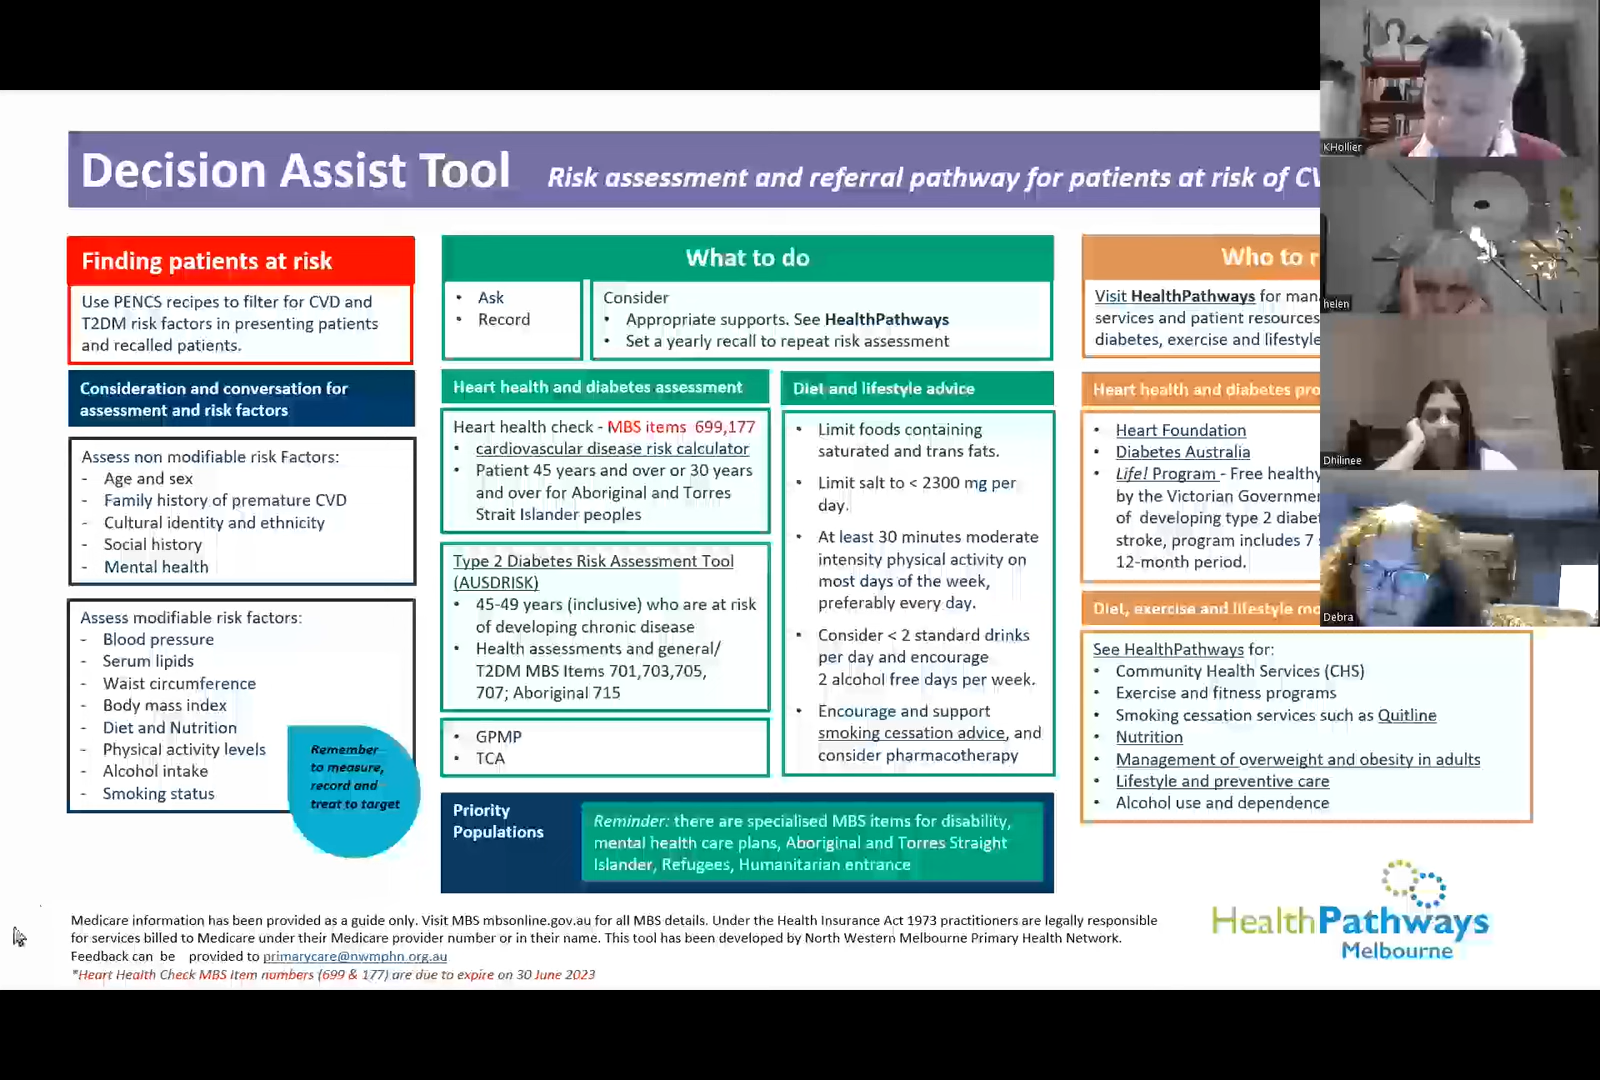 Decision Assist Tool Risk assessment and referral pathway for patients at risk of
Finding patients at risk
Use PENCS recipes to filter for CVD and
T2DM risk factors in presenting patients
and recalled patients.
Consideration and conversation for
assessment and risk factors
Assess non modifiable risk Factors:
- Age and sex
- Family history of premature CVD
- Cultural identity and ethnicity
- Social history
- Mental health
Assess modifiable risk factors:
- Blood pressure
- Serum lipids
- Waist circumference
- Body mass index
- Diet and Nutrition
- Physical activity levels
- Alcohol intake
- Smoking status
Remember
to measure,
record and
treat to target
What to do
• Ask
• Record
Consider
• Appropriate supports. See HealthPathways
• Set a yearly recall to repeat risk assessment
Heart health and diabetes assessment
Heart health check - MBS items 699,177
• cardiovascular disease risk calculator
• Patient 45 years and over or 30 years
and over for Aboriginal and Torres
Strait Islander peoples
Type 2 Diabetes Risk Assessment Tool
(AUSDRISK)
• 45-49 years (inclusive) who are at risk
of developing chronic disease
• Health assessments and general/
T2DM MBS Items 701,703,705,
707; Aboriginal 715
• GPMP
• TCA
Diet and lifestyle advice
• Limit foods containing
saturated and trans fats.
• Limit salt to < 2300 mg per
day.
• At least 30 minutes moderate
intensity physical activity on
most days of the week,
preferably every day.
• Consider < 2 standard drinks
per day and encourage
2 alcohol free days per week.
• Encourage and support
smoking cessation advice, and
consider pharmacotherapy
Priority
Populations
Reminder: there are specialised MBS items for disability,
mental health care plans, Aboriginal and Torres Straight
Islander, Refugees, Humanitarian entrance
Who to
Visit HealthPathways for
services and patient resources
diabetes, exercise and lifestyle
Heart health and diabetes
• Heart Foundation
• Diabetes Australia
• Life! Program - Free
by the Victorian
of developing type 2
stroke, program includes 7
12-month period.
Diet, exercise and lifestyle
See HealthPathways for:
• Community Health Services (CHS)
• Exercise and fitness programs
• Smoking cessation services such as Quitline
• Nutrition
• Management of overweight and obesity in adults
• Lifestyle and preventive care
• Alcohol use and dependence
KHollier
helen
Dhilinee
Debra
Medicare information has been provided as a guide only. Visit MBS mbsonline.gov.au for all MBS details. Under the Health Insurance Act 1973 practitioners are legally responsible
for services billed to Medicare under their Medicare provider number or in their name. This tool has been developed by North Western Melbourne Primary Health Network.
Feedback can be provided to primarycare@nwmphn.org.au
*Heart Health Check MBS Item numbers (699 & 177) are due to expire on 30 June 2023
HealthPathways
Melbourne